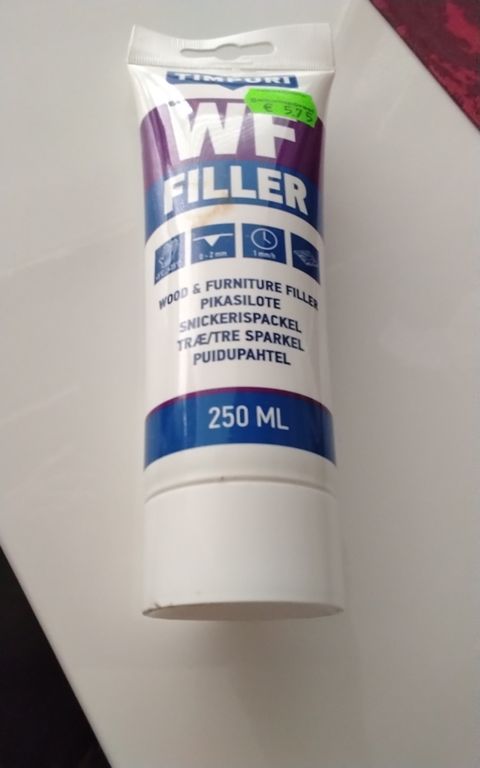 TIMPURI
€ 5,75
WF
FILLER
0 - 2 mm
1 mm/h
WOOD & FURNITURE FILLER
PIKASILOTE
SNICKERISPACKEL
TRÆ/TRE SPARKEL
PUIDUPAHTEL
250 ML